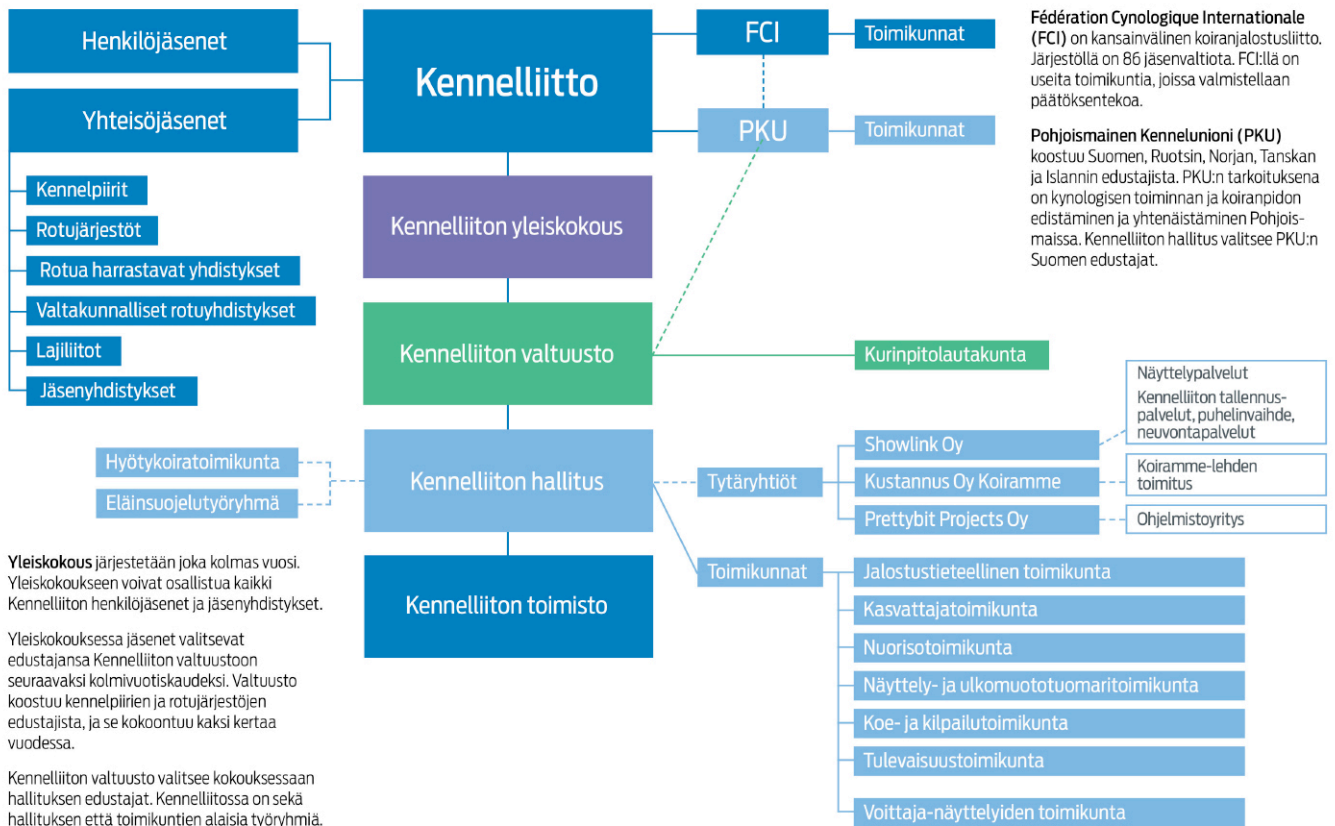 Henkilöjäsenet
Yhteisöjäsenet
Kennelpiirit
Rotujärjestöt
Rotua harrastavat yhdistykset
Valtakunnalliset rotuyhdistykset
Lajiliitot
Jäsenyhdistykset
Kennelliitto
FCI
Toimikunnat
PKU
Toimikunnat
Fédération Cynologique Internationale
(FCI) on kansainvälinen koiranjalostusliitto.
Järjestöllä on 86 jäsenvaltiota. FCI:llä on
useita toimikuntia, joissa valmistellaan
päätöksentekoa.
Pohjoismainen Kennelunioni (PKU)
koostuu Suomen, Ruotsin, Norjan, Tanskan
ja Islannin edustajista. PKU:n tarkoituksena
on kynologisen toiminnan ja koiranpidon
edistäminen ja yhtenäistäminen Pohjois-
maissa. Kennelliiton hallitus valitsee PKU:n
Suomen edustajat.
Kennelliiton yleiskokous
Kennelliiton valtuusto
Kurinpitolautakunta
Hyötykoiratoimikunta
Eläinsuojelutyöryhmä
Kennelliiton hallitus
Tytäryhtiöt
Showlink Oy
Kustannus Oy Koiramme
Prettybit Projects Oy
Näyttelypalvelut
Kennelliiton tallennus-
palvelut, puhelinvaihde,
neuvontapalvelut
Koiramme-lehden
toimitus
Ohjelmistoyritys
Kennelliiton toimisto
Toimikunnat
Jalostustieteellinen toimikunta
Kasvattajatoimikunta
Nuorisotoimikunta
Näyttely- ja ulkomuototuomaritoimikunta
Koe- ja kilpailutoimikunta
Tulevaisuustoimikunta
Voittaja-näyttelyiden toimikunta
Yleiskokous järjestetään joka kolmas vuosi.
Yleiskokoukseen voivat osallistua kaikki
Kennelliiton henkilöjäsenet ja jäsenyhdistykset.
Yleiskokouksessa jäsenet valitsevat
edustajansa Kennelliiton valtuustoon
seuraavaksi kolmivuotiskaudeksi. Valtuusto
koostuu kennelpiirien ja rotujärjestöjen
edustajista, ja se kokoontuu kaksi kertaa
vuodessa.
Kennelliiton valtuusto valitsee kokouksessaan
hallituksen edustajat. Kennelliitossa on sekä
hallituksen että toimikuntien alaisia työryhmiä.